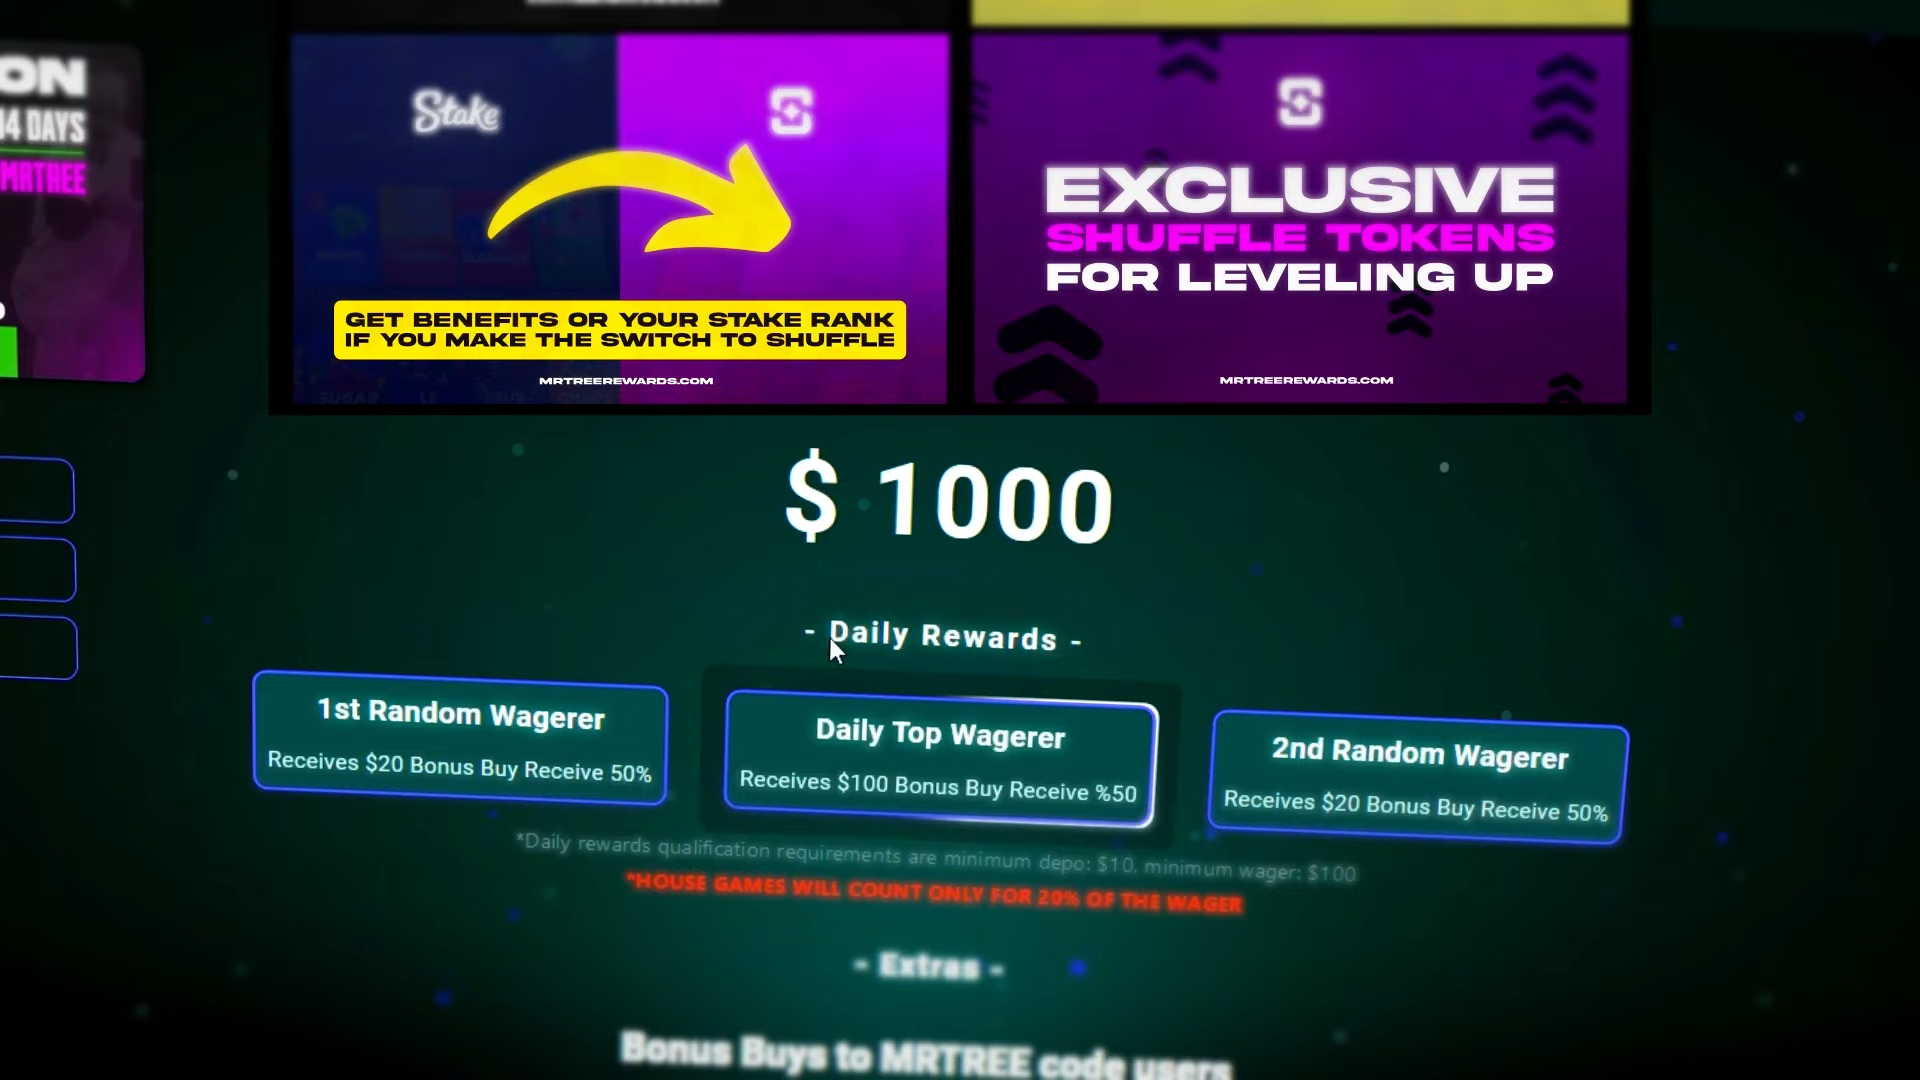 ON
14 DAYS
MRTREE
Stake
GET BENEFITS OR YOUR STAKE RANK
IF YOU MAKE THE SWITCH TO SHUFFLE
MRTREEREWARDS.COM
EXCLUSIVE
SHUFFLE TOKENS
FOR LEVELING UP
MRTREEREWARDS.COM
$ 1000
- Daily Rewards -
1st Random Wagerer
Receives $20 Bonus Buy Receive 50%
Daily Top Wagerer
Receives $100 Bonus Buy Receive %50
2nd Random Wagerer
Receives $20 Bonus Buy Receive 50%
*Daily rewards qualification requirements are minimum depo: $10, minimum wager: $100
*HOUSE GAMES WILL COUNT ONLY FOR 20% OF THE WAGER
- Extras -
Bonus Buys to MRTREE code users